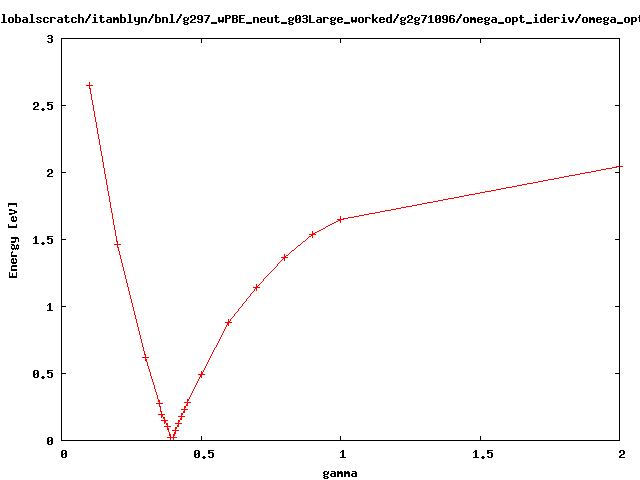 lobalscratch/itamblyn/bnl/g297_wPBE_neut_g03Large_worked/g2g71096/omega_opt_ideriv/omega_opt
3
2.5
2
1.5
1
0.5
0
Energy [eV]
0 0.5 1 1.5 2
gamma